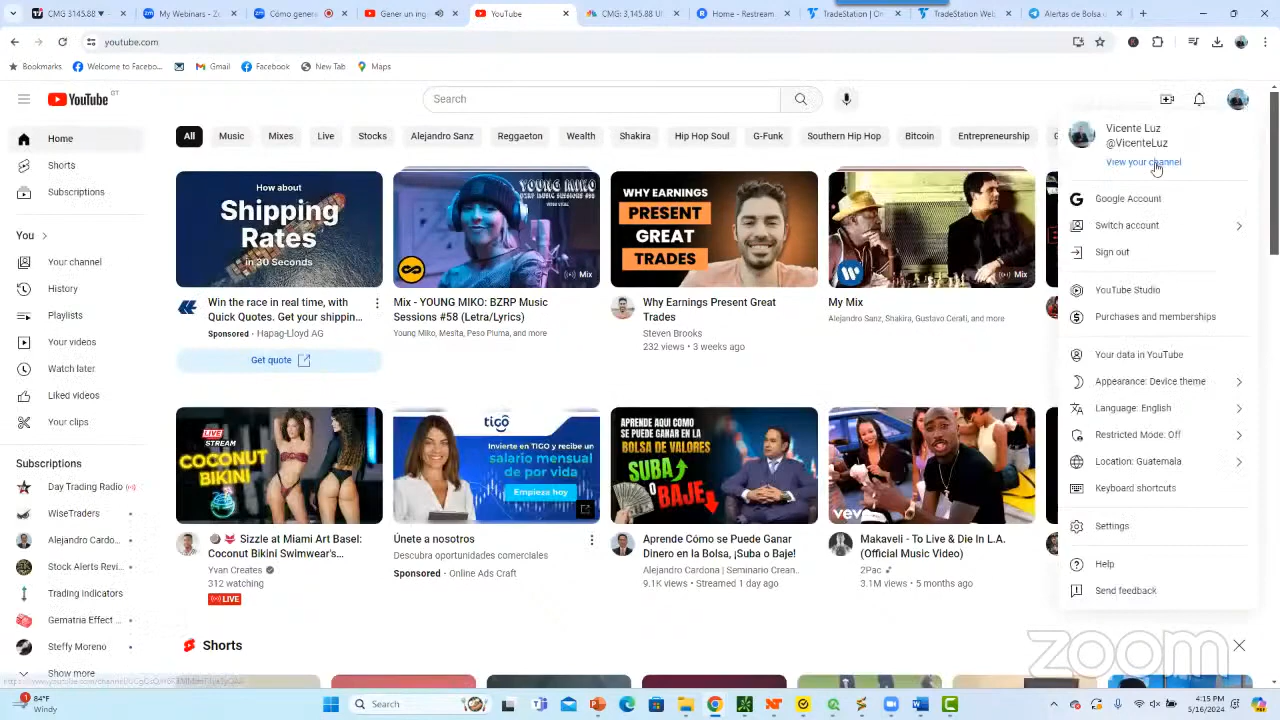 CMG: 3,145.88
My Webinars - Z
Cómo gener
Generar un ing
YouTube
CMG: 3,145.88 U
Home - Restream
TradeStation | O
TradeStation Wel
Alertas de Bolsa
youtube.com
Bookmarks
Welcome to Facebo...
Gmail
Facebook
New Tab
Maps
YouTube GT
Search
Home
Shorts
Subscriptions
You
Your channel
History
Playlists
Your videos
Watch later
Liked videos
Your clips
Subscriptions
Day Trading Radio
WiseTraders
Alejandro Cardo...
Stock Alerts Revi...
Trading Indicators
Gematria Effect ...
Steffy Moreno
Show more
All
Music
Mixes
Live
Stocks
Alejandro Sanz
Reggaeton
Wealth
Shakira
Hip Hop Soul
G-Funk
Southern Hip Hop
Bitcoin
Entrepreneurship
How about
Shipping
Rates
in 30 Seconds
Win the race in real time, with
Quick Quotes. Get your shippin...
Sponsored · Hapag-Lloyd AG
Get quote
YOUNG MIKO
Mix
Mix - YOUNG MIKO: BZRP Music
Sessions #58 (Letra/Lyrics)
Young Miko, Mesita, Peso Pluma, and more
WHY EARNINGS
PRESENT
GREAT
TRADES
Why Earnings Present Great
Trades
Steven Brooks
232 views • 3 weeks ago
Mix
My Mix
Alejandro Sanz, Shakira, Gustavo Cerati, and more
LIVE
STREAM
COCONUT
BIKINI
Sizzle at Miami Art Basel:
Coconut Bikini Swimwear's...
Yvan Creates
312 watching
LIVE
tigo
Invierte en TIGO y recibe un
salario mensual
de por vida
Empieza hoy
Únete a nosotros
Descubra oportunidades comerciales
Sponsored · Online Ads Craft
APRENDE AQUI COMO
SE PUEDE GANAR EN LA
BOLSA DE VALORES
SUBA
O BAJE
Aprende Cómo se Puede Ganar
Dinero en la Bolsa, ¡Suba o Baje!
Alejandro Cardona | Seminario Crean...
9.1K views • Streamed 1 day ago
vevo
Makaveli - To Live & Die In L.A.
(Official Music Video)
2Pac
3.1M views • 5 months ago
Shorts
Vicente Luz
@VicenteLuz
View your channel
Google Account
Switch account
Sign out
YouTube Studio
Purchases and memberships
Your data in YouTube
Appearance: Device theme
Language: English
Restricted Mode: Off
Location: Guatemala
Keyboard shortcuts
Settings
Help
Send feedback
zoom
84°F
Windy
Search
4:15 PM
5/16/2024